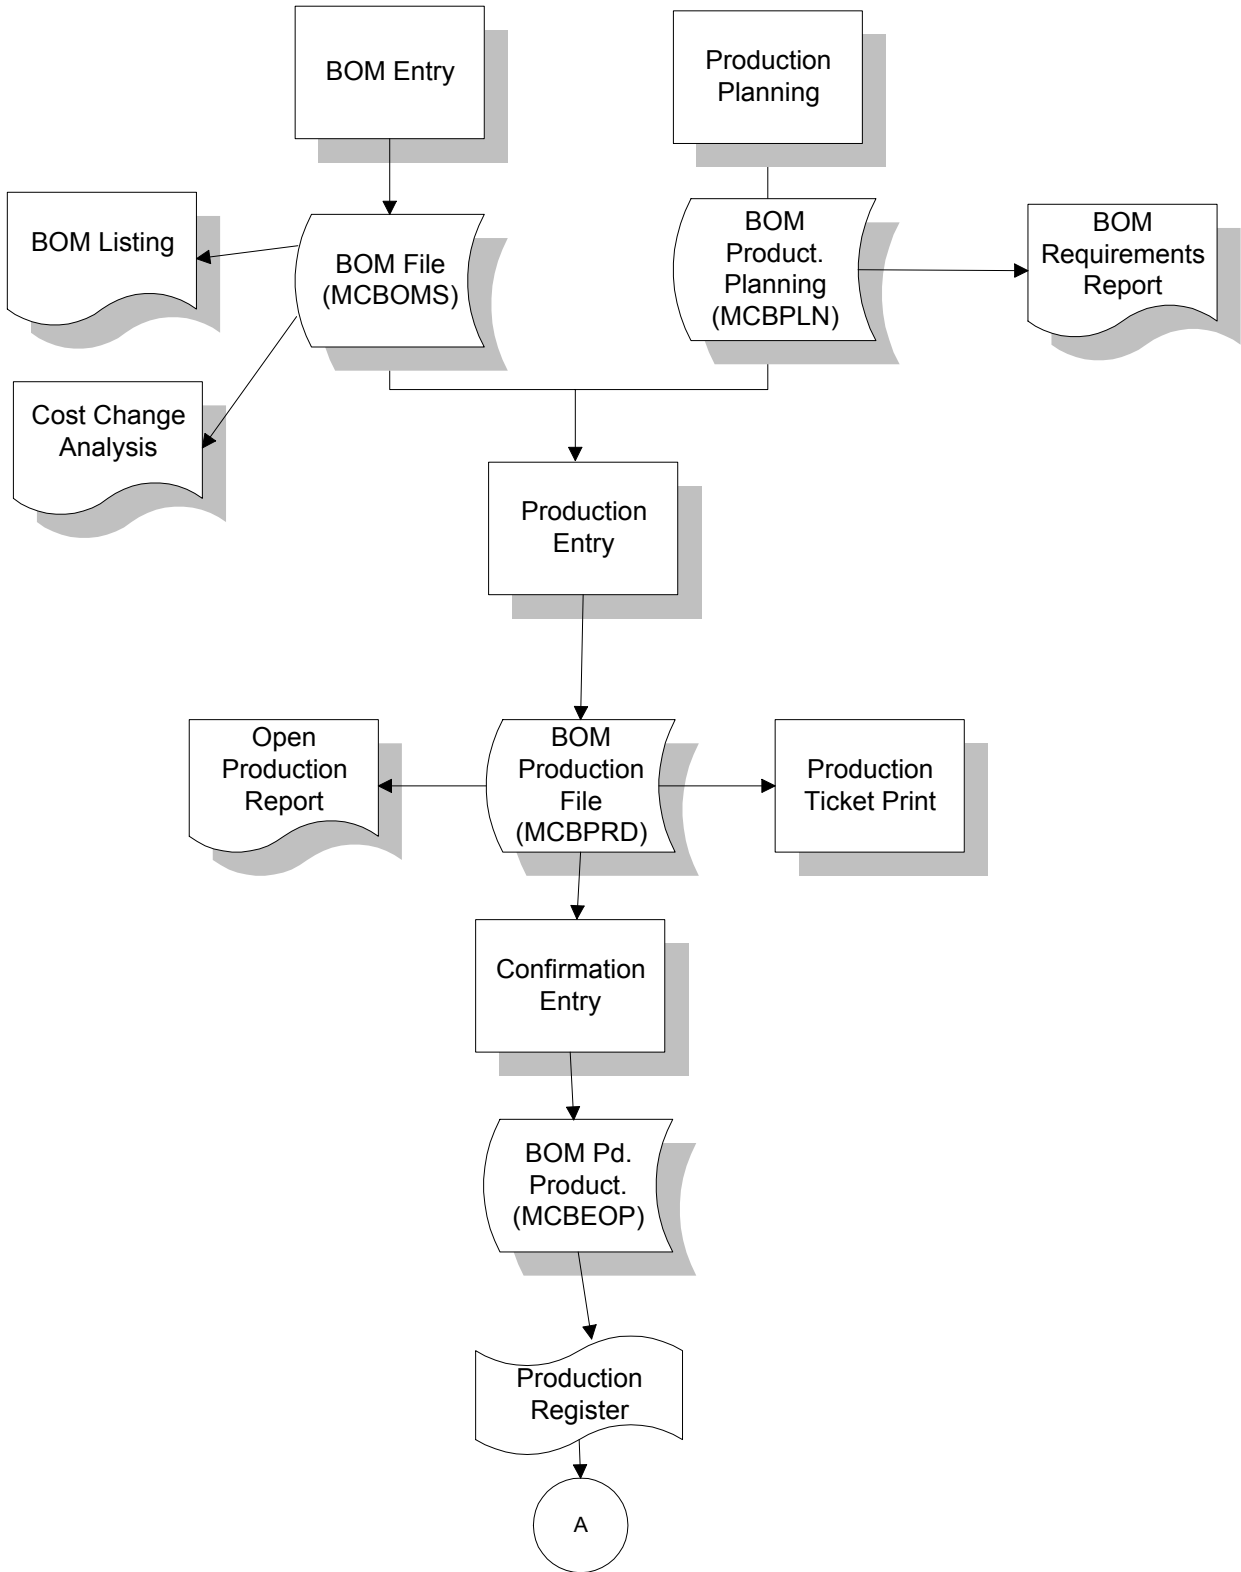 BOM Entry
Production
Planning
BOM Listing
BOM File
(MCBOMS)
BOM
Product.
Planning
(MCBPLN)
BOM
Requirements
Report
Cost Change
Analysis
Production
Entry
Open
Production
Report
BOM
Production
File
(MCBPRD)
Production
Ticket Print
Confirmation
Entry
BOM Pd.
Product.
(MCBEOP)
Production
Register
A